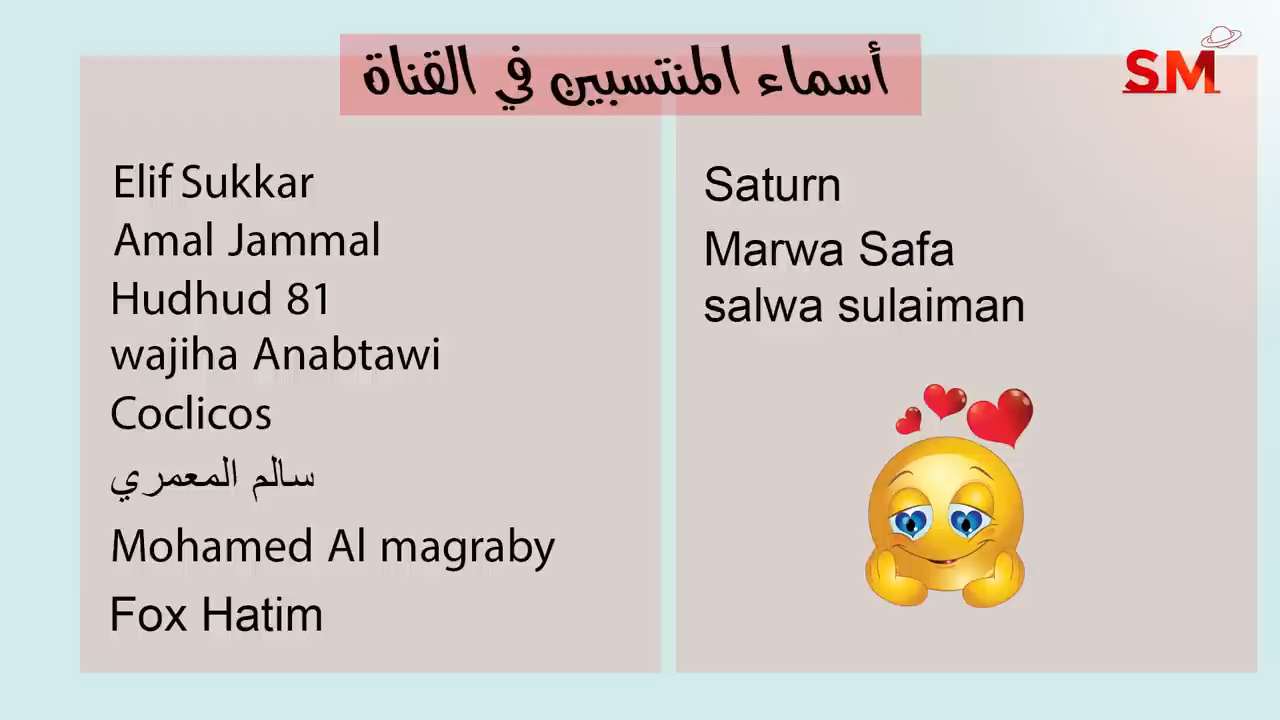 أسماء المنتسبين في القناة
SM
Elif Sukkar
Amal Jammal
Hudhud 81
wajiha Anabtawi
Coclicos
سالم المعمري
Mohamed Al magraby
Fox Hatim
Saturn
Marwa Safa
salwa sulaiman